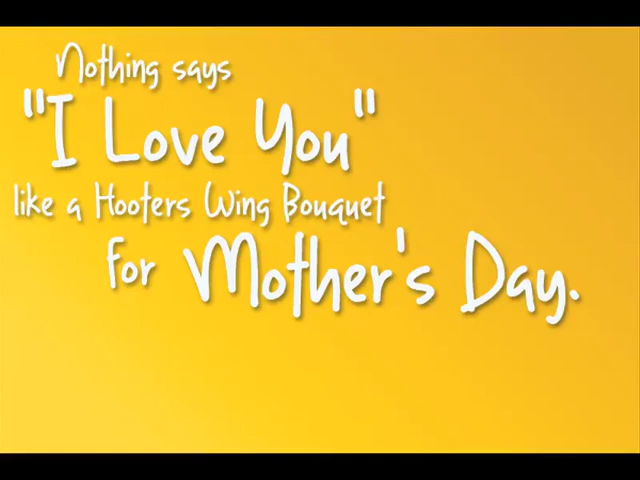 Nothing says
"I Love You"
like a Hooters Wing Bouquet
for Mother's Day.